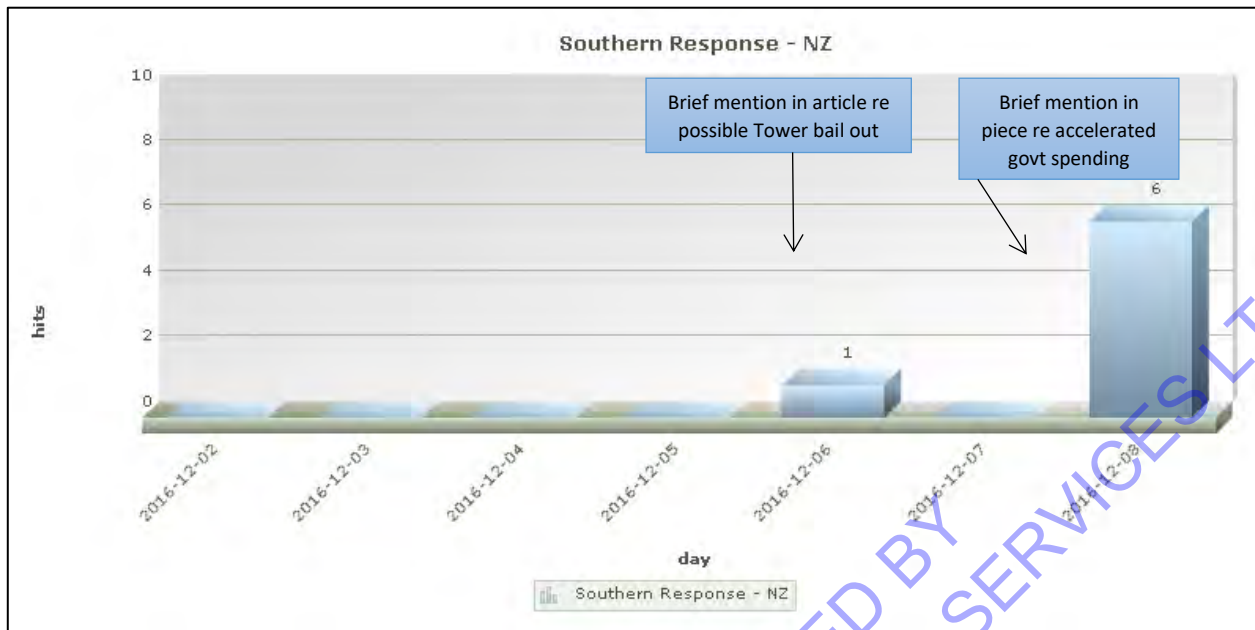 Southern Response - NZ
Brief mention in article re
possible Tower bail out
Brief mention in
piece re accelerated
govt spending
10
8
6
4
2
0
hits
1
6
2016-12-02
2016-12-03
2016-12-04
2016-12-05
2016-12-06
2016-12-07
2016-12-08
day
Southern Response - NZ
BY
SERVICES